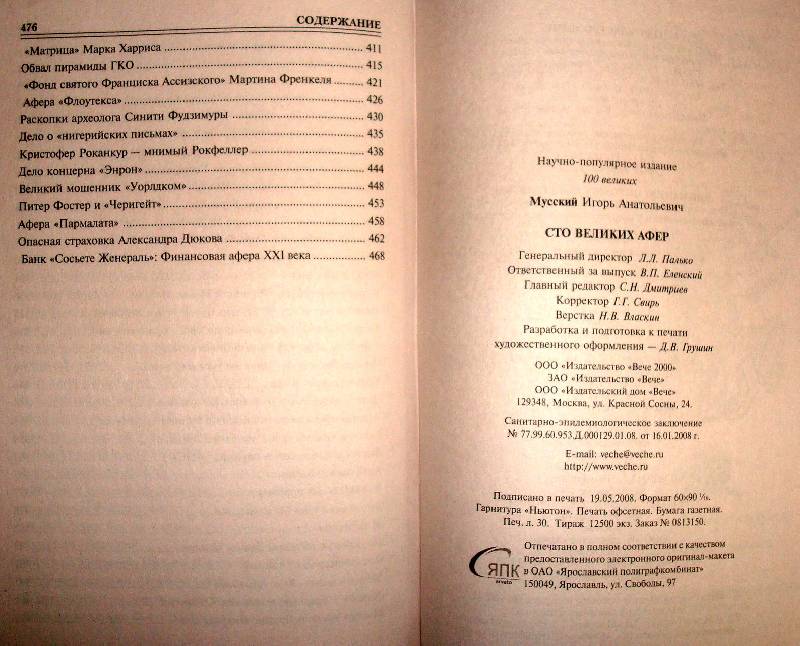 476 СОДЕРЖАНИЕ
«Матрица» Марка Харриса 411
Обвал пирамиды ГКО 415
«Фонд святого Франциска Ассизского» Мартина Френкеля 421
Афера «Флоутекса» 426
Раскопки археолога Синити Фудзимуры 430
Дело о «нигерийских письмах» 435
Кристофер Роканкур — мнимый Рокфеллер 438
Дело концерна «Энрон» 444
Великий мошенник «Уорлдком» 448
Питер Фостер и «Черигейт» 453
Афера «Пармалата» 458
Опасная страховка Александра Дюкова 462
Банк «Сосьете Женераль»: Финансовая афера XXI века 468
Научно-популярное издание
100 великих
Мусский Игорь Анатольевич
СТО ВЕЛИКИХ АФЕР
Генеральный директор Л.Л. Палько
Ответственный за выпуск В.П. Еленский
Главный редактор С.Н. Дмитриев
Корректор Г.Г. Свирь
Верстка Н.В. Власкин
Разработка и подготовка к печати
художественного оформления — Д.В. Грушин
ООО «Издательство «Вече 2000»
ЗАО «Издательство «Вече»
ООО «Издательский дом «Вече»
129348, Москва, ул. Красной Сосны, 24.
Санитарно-эпидемиологическое заключение
№ 77.99.60.953.Д.000129.01.08. от 16.01.2008 г.
E-mail: veche@veche.ru
http://www.veche.ru
Подписано в печать 19.05.2008. Формат 60×90 ¹/₁₆.
Гарнитура «Ньютон». Печать офсетная. Бумага газетная.
Печ. л. 30. Тираж 12500 экз. Заказ № 0813150.
Отпечатано в полном соответствии с качеством
предоставленного электронного оригинал-макета
в ОАО «Ярославский полиграфкомбинат»
150049, Ярославль, ул. Свободы, 97
ЯПК
arvato